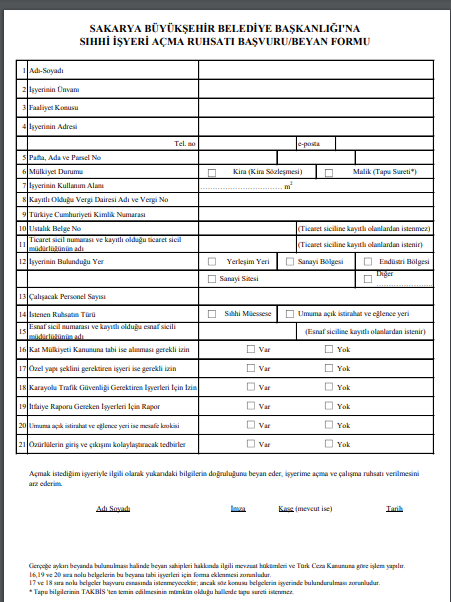 SAKARYA BÜYÜKŞEHİR BELEDİYE BAŞKANLIĞI'NA
SIHHİ İŞYERİ AÇMA RUHSATI BAŞVURU/BEYAN FORMU
1 Adı-Soyadı
2 İşyerinin Ünvanı
3 Faaliyet Konusu
4 İşyerinin Adresi
Tel. no e-posta
5 Pafta, Ada ve Parsel No
6 Mülkiyet Durumu Kira (Kira Sözleşmesi) Malik (Tapu Sureti*)
7 İşyerinin Kullanım Alanı ................................ m²
8 Kayıtlı Olduğu Vergi Dairesi Adı ve Vergi No
9 Türkiye Cumhuriyeti Kimlik Numarası
10 Ustalık Belge No (Ticaret siciline kayıtlı olanlardan istenmez)
11 Ticaret sicil numarası ve kayıtlı olduğu ticaret sicil müdürlüğünün adı (Ticaret siciline kayıtlı olanlardan istenir)
12 İşyerinin Bulunduğu Yer Yerleşim Yeri Sanayi Bölgesi Endüstri Bölgesi
Sanayi Sitesi Diğer ......................
13 Çalışacak Personel Sayısı
14 İstenen Ruhsatın Türü Sıhhi Müessese Umuma açık istirahat ve eğlence yeri
15 Esnaf sicil numarası ve kayıtlı olduğu esnaf sicili müdürlüğünün adı (Esnaf siciline kayıtlı olanlardan istenir)
16 Kat Mülkiyeti Kanununa tabi ise alınması gerekli izin Var Yok
17 Özel yapı şeklini gerektiren işyeri ise gerekli izin Var Yok
18 Karayolu Trafik Güvenliği Gerektiren İşyerleri İçin İzin Var Yok
19 İtfaiye Raporu Gereken İşyerleri İçin Rapor Var Yok
20 Umuma açık istirahat ve eğlence yeri ise mesafe krokisi Var Yok
21 Özürlülerin giriş ve çıkışını kolaylaştıracak tedbirler Var Yok
Açmak istediğim işyeriyle ilgili olarak yukarıdaki bilgilerin doğruluğunu beyan eder, işyerime açma ve çalışma ruhsatı verilmesini
arz ederim.
Adı Soyadı İmza Kaşe (mevcut ise) Tarih
Gerçeğe aykırı beyanda bulunulması halinde beyan sahipleri hakkında ilgili mevzuat hükümleri ve Türk Ceza Kanununa göre işlem yapılır.
16,19 ve 20 sıra nolu belgelerin bu beyana tabi işyerleri için forma eklenmesi zorunludur.
17 ve 18 sıra nolu belgeler başvuru esnasında istenmeyecektir; ancak söz konusu belgelerin işyerinde bulundurulması zorunludur.
* Tapu bilgilerinin TAKBİS 'ten temin edilmesinin mümkün olduğu hallerde tapu sureti istenmez.